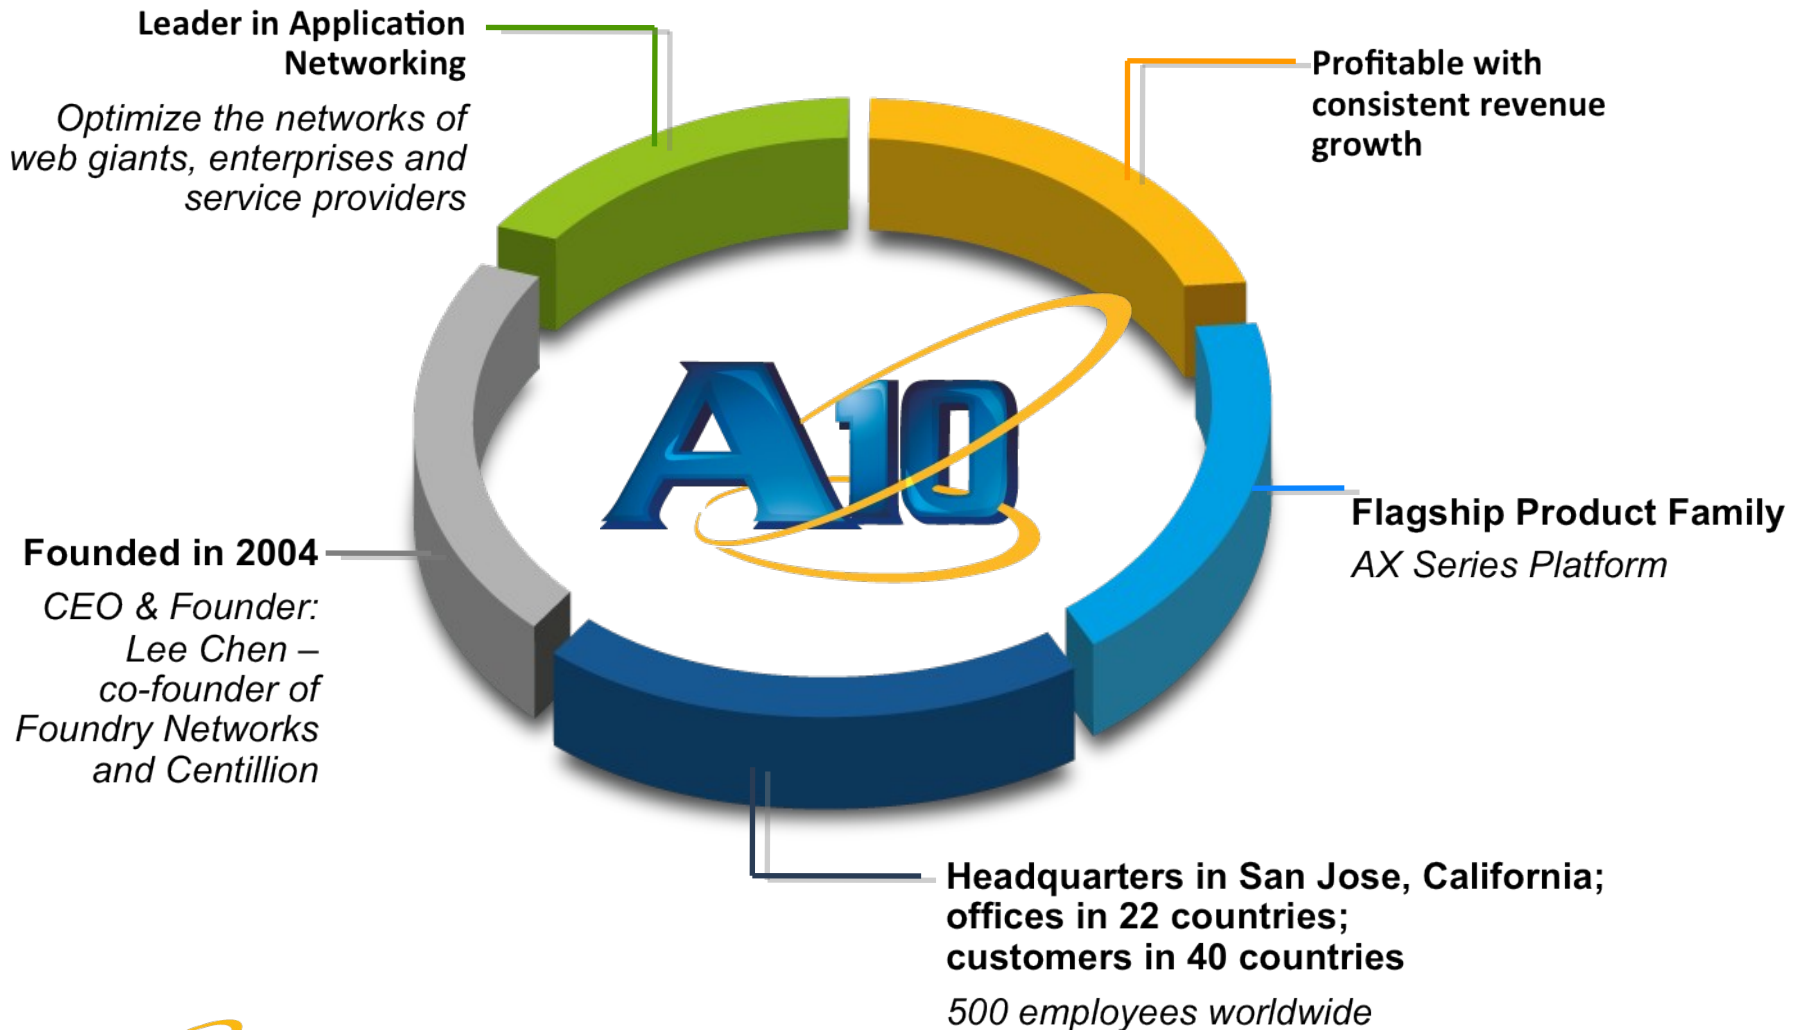 Leader in Application
Networking
Optimize the networks of
web giants, enterprises and
service providers
Profitable with
consistent revenue
growth
A10
Flagship Product Family
AX Series Platform
Founded in 2004
CEO & Founder:
Lee Chen –
co-founder of
Foundry Networks
and Centillion
Headquarters in San Jose, California;
offices in 22 countries;
customers in 40 countries
500 employees worldwide